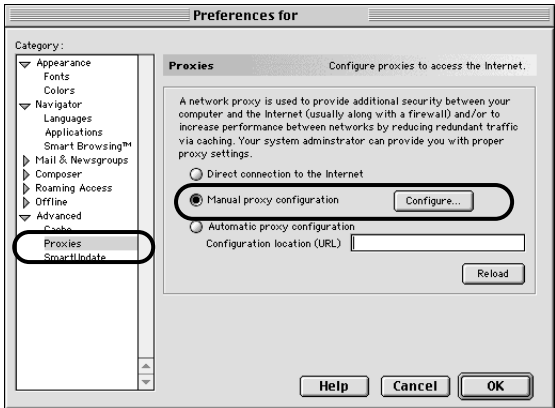 Preferences for
Category:
Appearance
Fonts
Colors
Navigator
Languages
Applications
Smart Browsing™
Mail & Newsgroups
Composer
Roaming Access
Offline
Advanced
Cache
Proxies
SmartUpdate
Proxies
Configure proxies to access the Internet.
A network proxy is used to provide additional security between your
computer and the Internet (usually along with a firewall) and/or to
increase performance between networks by reducing redundant traffic
via caching. Your system adminstrator can provide you with proper
proxy settings.
Direct connection to the Internet
Manual proxy configuration
Configure...
Automatic proxy configuration
Configuration location (URL)
Reload
Help
Cancel
OK